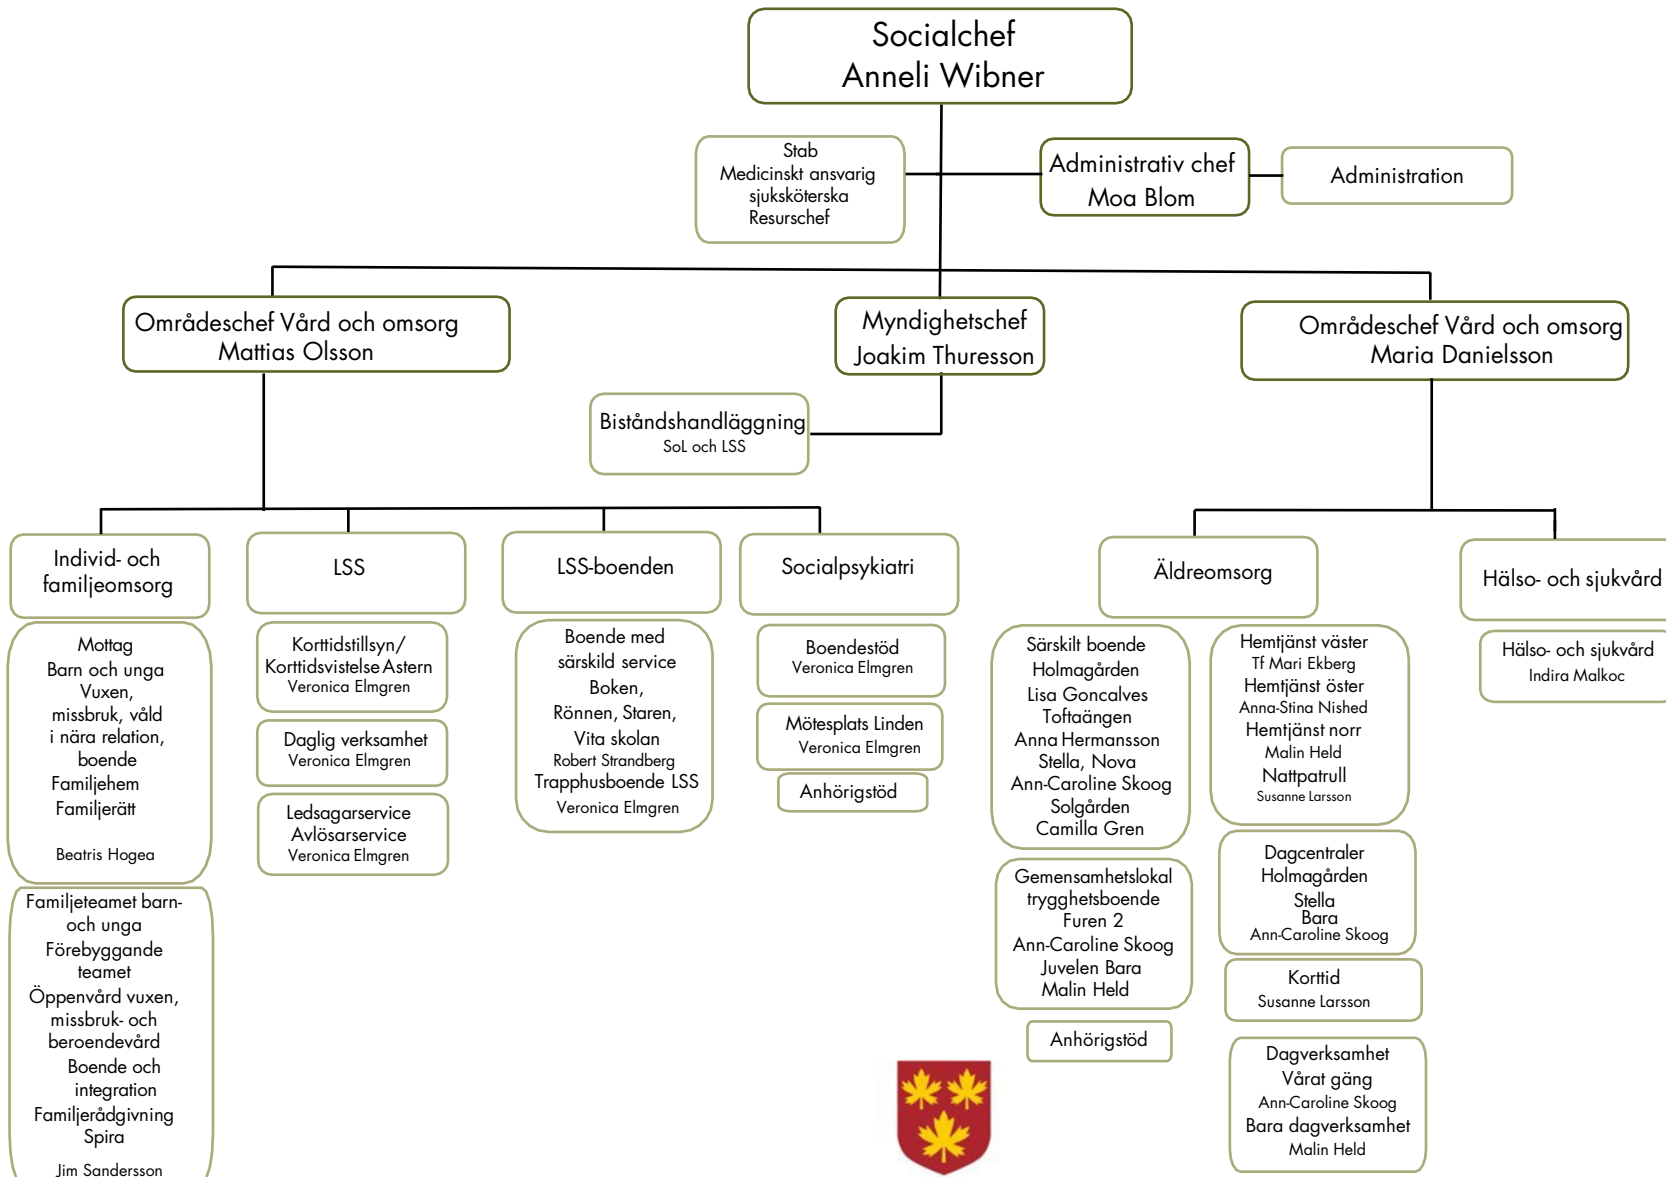 Socialchef
Anneli Wibner
Stab
Medicinskt ansvarig
sjuksköterska
Resurschef
Administrativ chef
Moa Blom
Administration
Områdeschef Vård och omsorg
Mattias Olsson
Myndighetschef
Joakim Thuresson
Områdeschef Vård och omsorg
Maria Danielsson
Biståndshandläggning
SoL och LSS
Individ- och
familjeomsorg
LSS
LSS-boenden
Socialpsykiatri
Äldreomsorg
Hälso- och sjukvård
Mottag
Barn och unga
Vuxen,
missbruk, våld
i nära relation,
boende
Familjehem
Familjerätt
Beatris Hogea
Familjeteamet barn-
och unga
Förebyggande
teamet
Öppenvård vuxen,
missbruk- och
beroendevård
Boende och
integration
Familjerådgivning
Spira
Jim Sandersson
Korttidstillsyn/
Korttidsvistelse Astern
Veronica Elmgren
Daglig verksamhet
Veronica Elmgren
Ledsagarservice
Avlösarservice
Veronica Elmgren
Boende med
särskild service
Boken,
Rönnen, Staren,
Vita skolan
Robert Strandberg
Trapphusboende LSS
Veronica Elmgren
Boendestöd
Veronica Elmgren
Mötesplats Linden
Veronica Elmgren
Anhörigstöd
Särskilt boende
Holmagården
Lisa Goncalves
Toftaängen
Anna Hermansson
Stella, Nova
Ann-Caroline Skoog
Solgården
Camilla Gren
Gemensamhetslokal
trygghetsboende
Furen 2
Ann-Caroline Skoog
Juvelen Bara
Malin Held
Anhörigstöd
Hemtjänst väster
Tf Mari Ekberg
Hemtjänst öster
Anna-Stina Nished
Hemtjänst norr
Malin Held
Nattpatrull
Susanne Larsson
Dagcentraler
Holmagården
Stella
Bara
Ann-Caroline Skoog
Korttid
Susanne Larsson
Dagverksamhet
Vårat gäng
Ann-Caroline Skoog
Bara dagverksamhet
Malin Held
Hälso- och sjukvård
Indira Malkoc